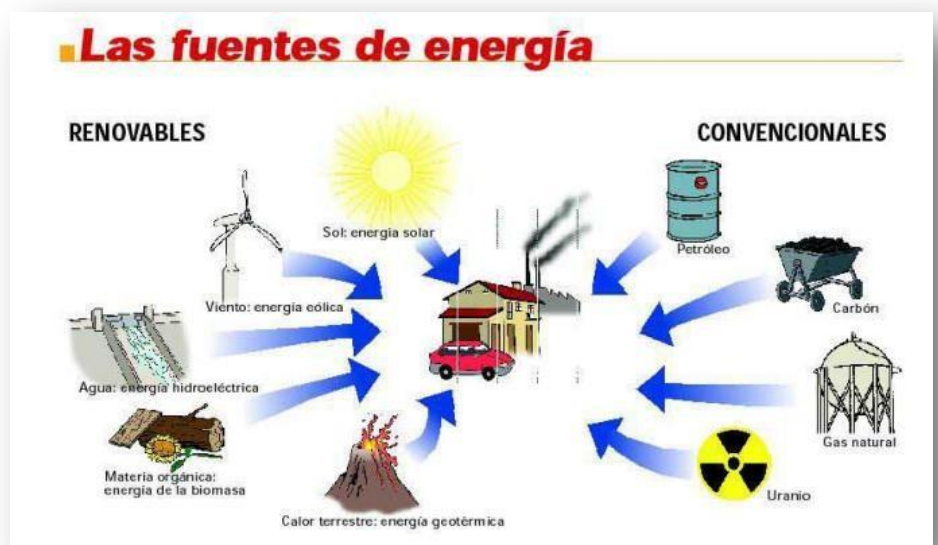 Las fuentes de energía
RENOVABLES
CONVENCIONALES
Sol: energia solar
Petróleo
Viento: energía eólica
Carbón
Agua: energía hidroeléctrica
Gas natural
Materia orgánica:
energía de la biomasa
Uranio
Calor terrestre: energía geotérmica